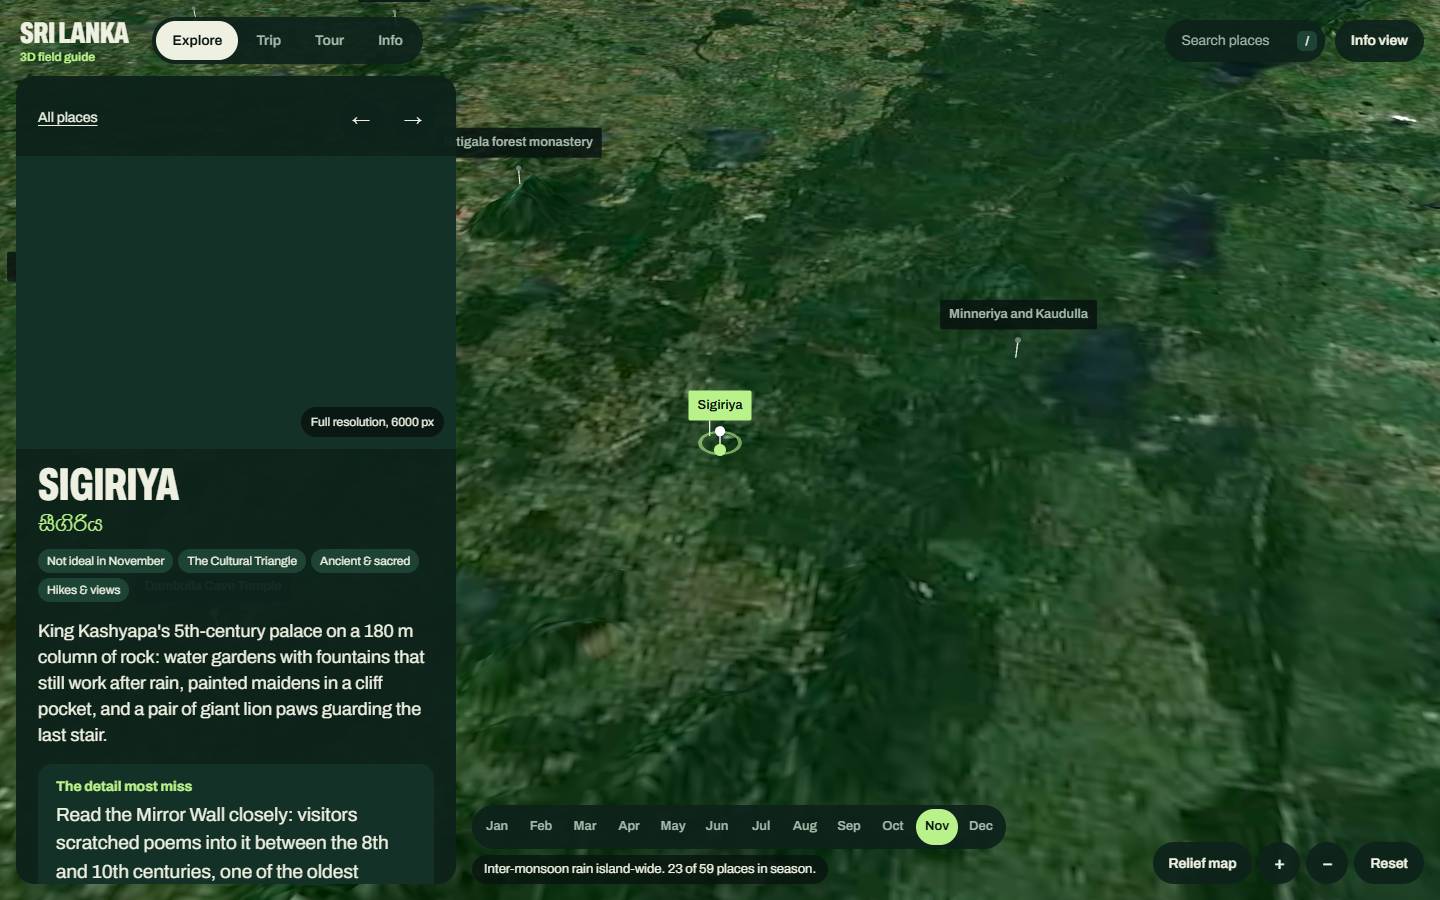 SRI LANKA
3D field guide
Explore
Trip
Tour
Info
Search places
/
Info view
All places
← →
tigala forest monastery
Minneriya and Kaudulla
Sigiriya
Full resolution, 6000 px
SIGIRIYA
සීගිරිය
Not ideal in November
The Cultural Triangle
Ancient & sacred
Hikes & views
Dambulla Cave Temple
King Kashyapa's 5th-century palace on a 180 m
column of rock: water gardens with fountains that
still work after rain, painted maidens in a cliff
pocket, and a pair of giant lion paws guarding the
last stair.
The detail most miss
Read the Mirror Wall closely: visitors
scratched poems into it between the 8th
and 10th centuries, one of the oldest
Jan Feb Mar Apr May Jun Jul Aug Sep Oct Nov Dec
Inter-monsoon rain island-wide. 23 of 59 places in season.
Relief map
+
−
Reset